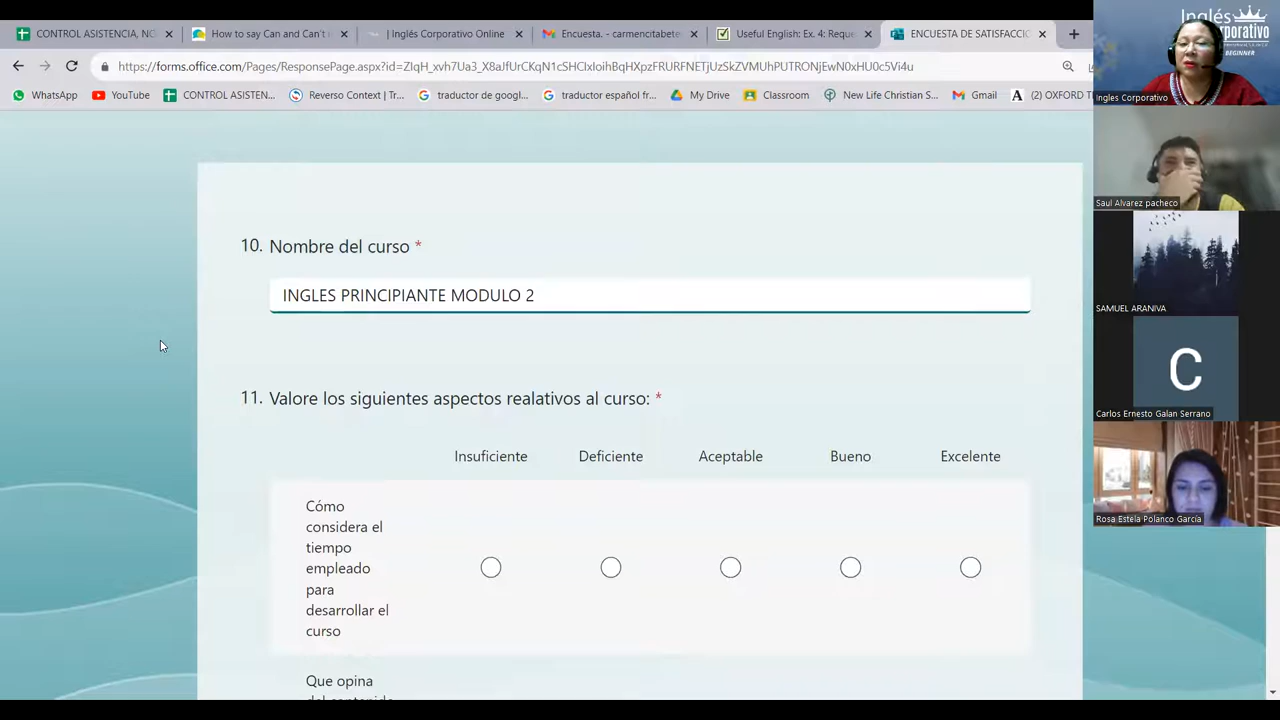 CONTROL ASISTENCIA, NO
How to say Can and Can't i
| Inglés Corporativo Online
Encuesta. - carmencitabete
Useful English: Ex. 4: Reque
ENCUESTA DE SATISFACCIÓ
https://forms.office.com/Pages/ResponsePage.aspx?id=
WhatsApp
YouTube
CONTROL ASISTEN...
Reverso Context | Tr...
traductor de googl...
traductor español fr...
My Drive
Classroom
New Life Christian S...
Gmail
(2) OXFORD T
Inglés
BEGINNER
Ingles Corporativo
Saul Alvarez pacheco
SAMUEL ARANIVA
C
Carlos Ernesto Galan Serrano
Rosa Estela Polanco García
10. Nombre del curso *
INGLES PRINCIPIANTE MODULO 2
11. Valore los siguientes aspectos realativos al curso: *
Insuficiente Deficiente Aceptable Bueno Excelente
Cómo
considera el
tiempo
empleado
para
desarrollar el
curso
Que opina
del contenido